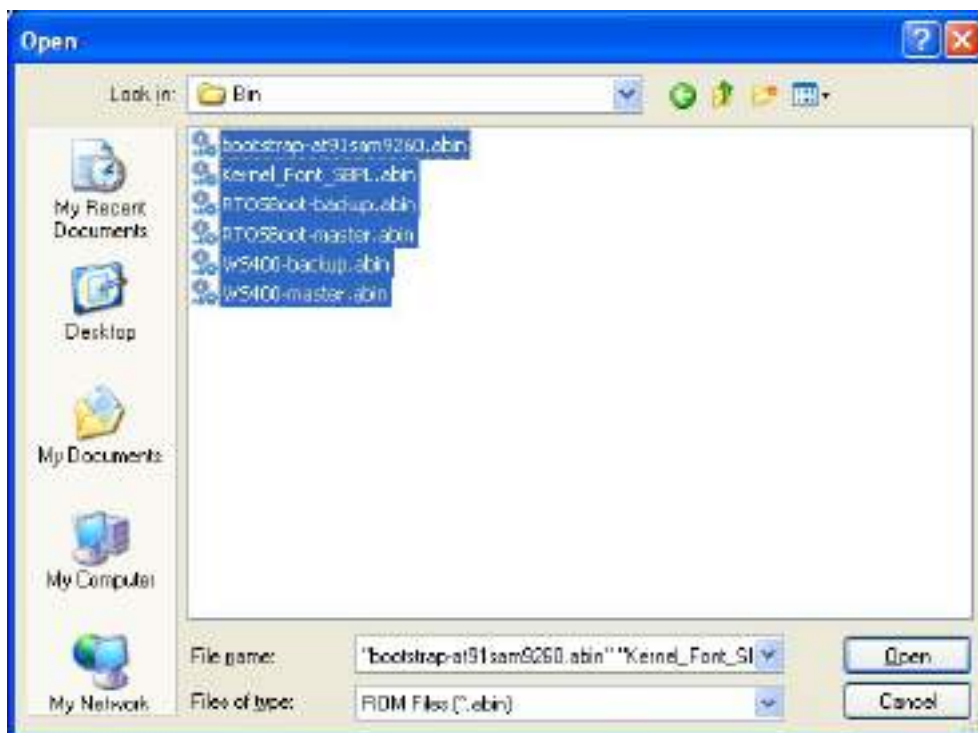 Open
Look in: Bin
bootstrap-at91sam9260.abin
Kernel_Font_SBPL.abin
RTOSBoot-backup.abin
RTOSBoot-master.abin
WS400-backup.abin
WS400-master.abin
My Recent
Documents
Desktop
My Documents
My Computer
My Network
File name: "bootstrap-at91sam9260.abin" "Kernel_Font_SI
Open
Files of type: ROM Files (*.abin)
Cancel